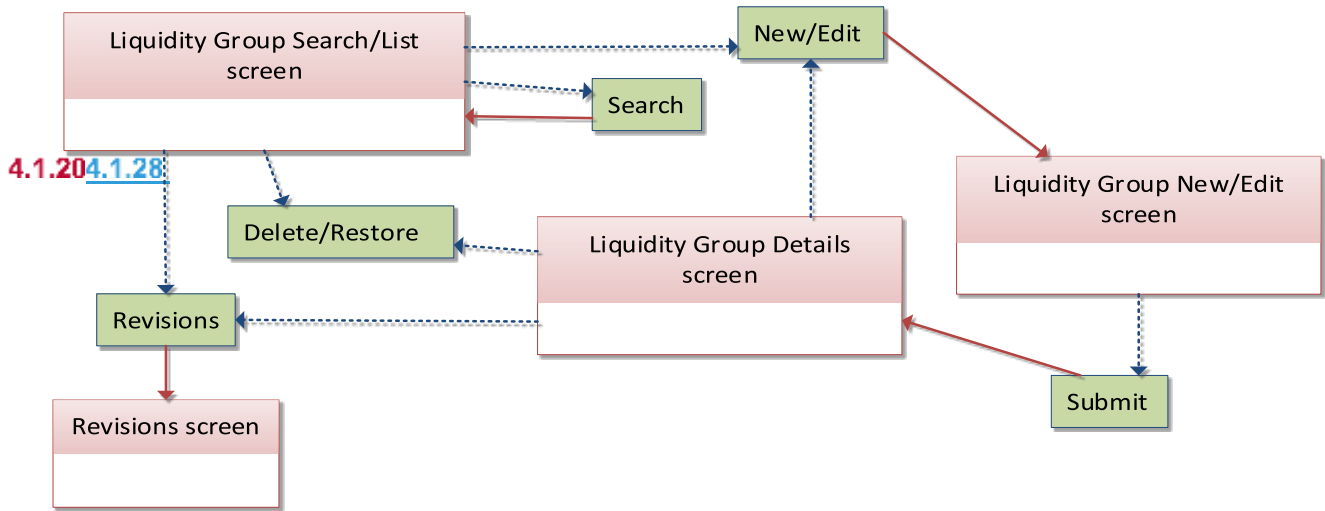 Liquidity Group Search/List
screen
New/Edit
Search
4.1.204.1.28
Liquidity Group New/Edit
screen
Delete/Restore
Liquidity Group Details
screen
Revisions
Submit
Revisions screen